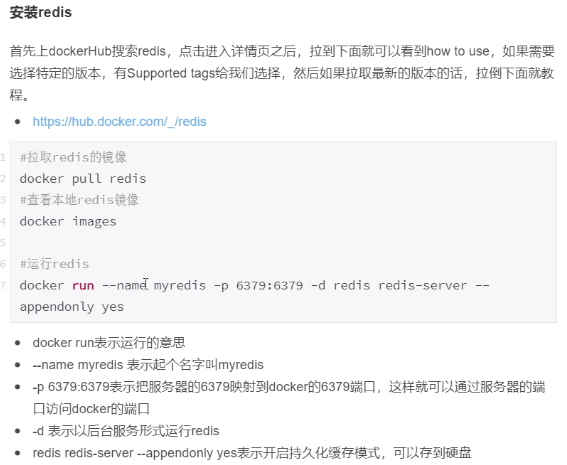 安装redis
首先上dockerHub搜索redis，点击进入详情页之后，拉到下面就可以看到how to use，如果需要
选择特定的版本，有Supported tags给我们选择，然后如果拉取最新的版本的话，拉倒下面就教
程。
https://hub.docker.com/_/redis
1 #拉取redis的镜像
2 docker pull redis
3 #查看本地redis镜像
4 docker images
5
6 #运行redis
7 docker run --name myredis -p 6379:6379 -d redis redis-server --
appendonly yes
docker run表示运行的意思
--name myredis 表示起个名字叫myredis
-p 6379:6379表示把服务器的6379映射到docker的6379端口，这样就可以通过服务器的端
口访问docker的端口
-d 表示以后台服务形式运行redis
redis redis-server --appendonly yes表示开启持久化缓存模式，可以存到硬盘